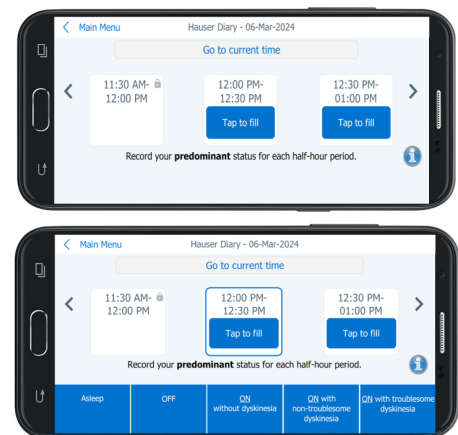 Main Menu
Hauser Diary - 06-Mar-2024
Go to current time
11:30 AM-
12:00 PM
12:00 PM-
12:30 PM
Tap to fill
12:30 PM-
01:00 PM
Tap to fill
Record your predominant status for each half-hour period.
Main Menu
Hauser Diary - 06-Mar-2024
Go to current time
11:30 AM-
12:00 PM
12:00 PM-
12:30 PM
Tap to fill
12:30 PM-
01:00 PM
Tap to fill
Record your predominant status for each half-hour period.
Asleep
OFF
ON
without dyskinesia
ON with
non-troublesome
dyskinesia
ON with troublesome
dyskinesia